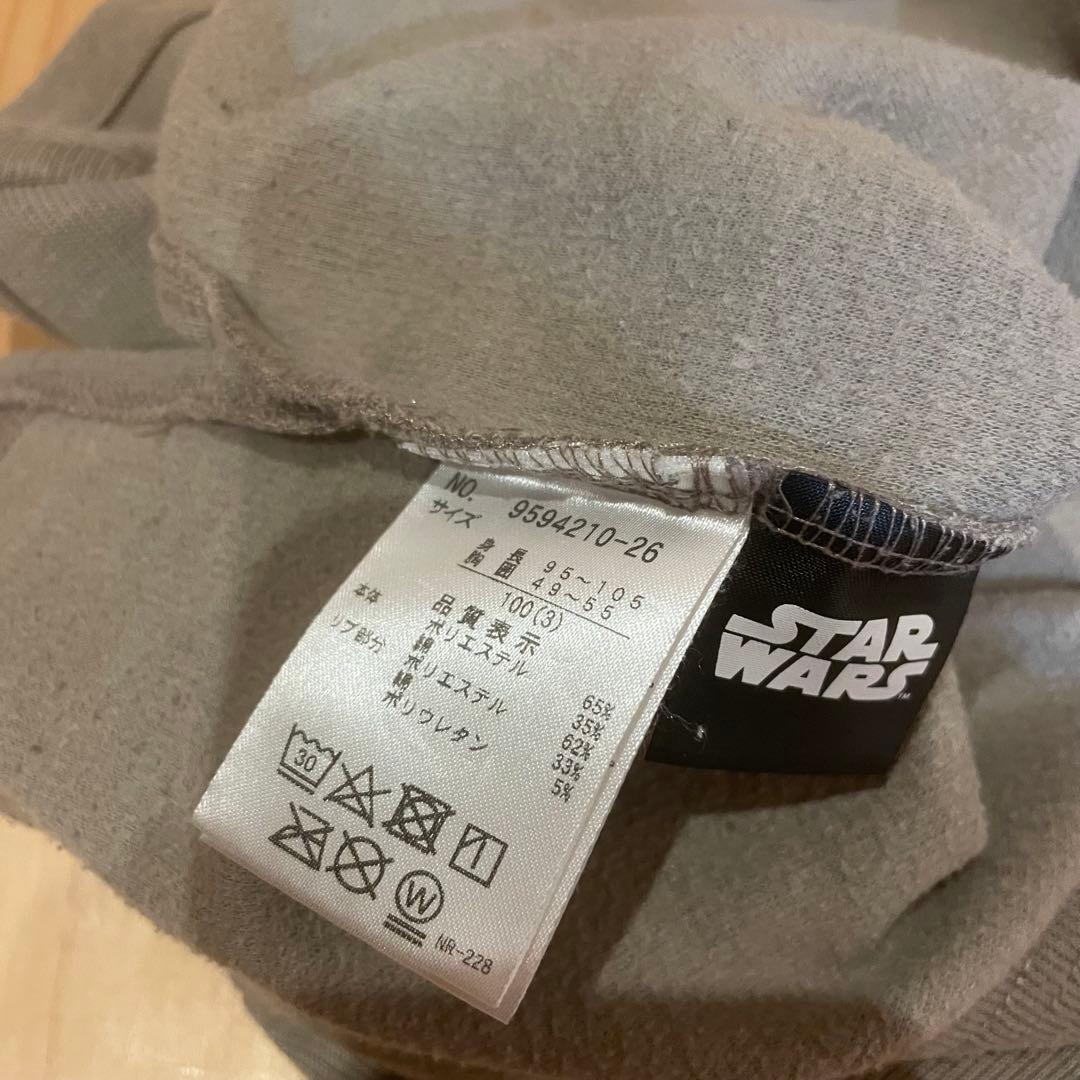 NO. 9594210-26
サイズ
身長 95~105
胸囲 49~55
100(3)
品質表示
本体 ポリエステル 65%
綿 35%
リブ部分 ポリエステル 62%
綿 33%
ポリウレタン 5%
30
W
NR-228
STAR
WARS
TM